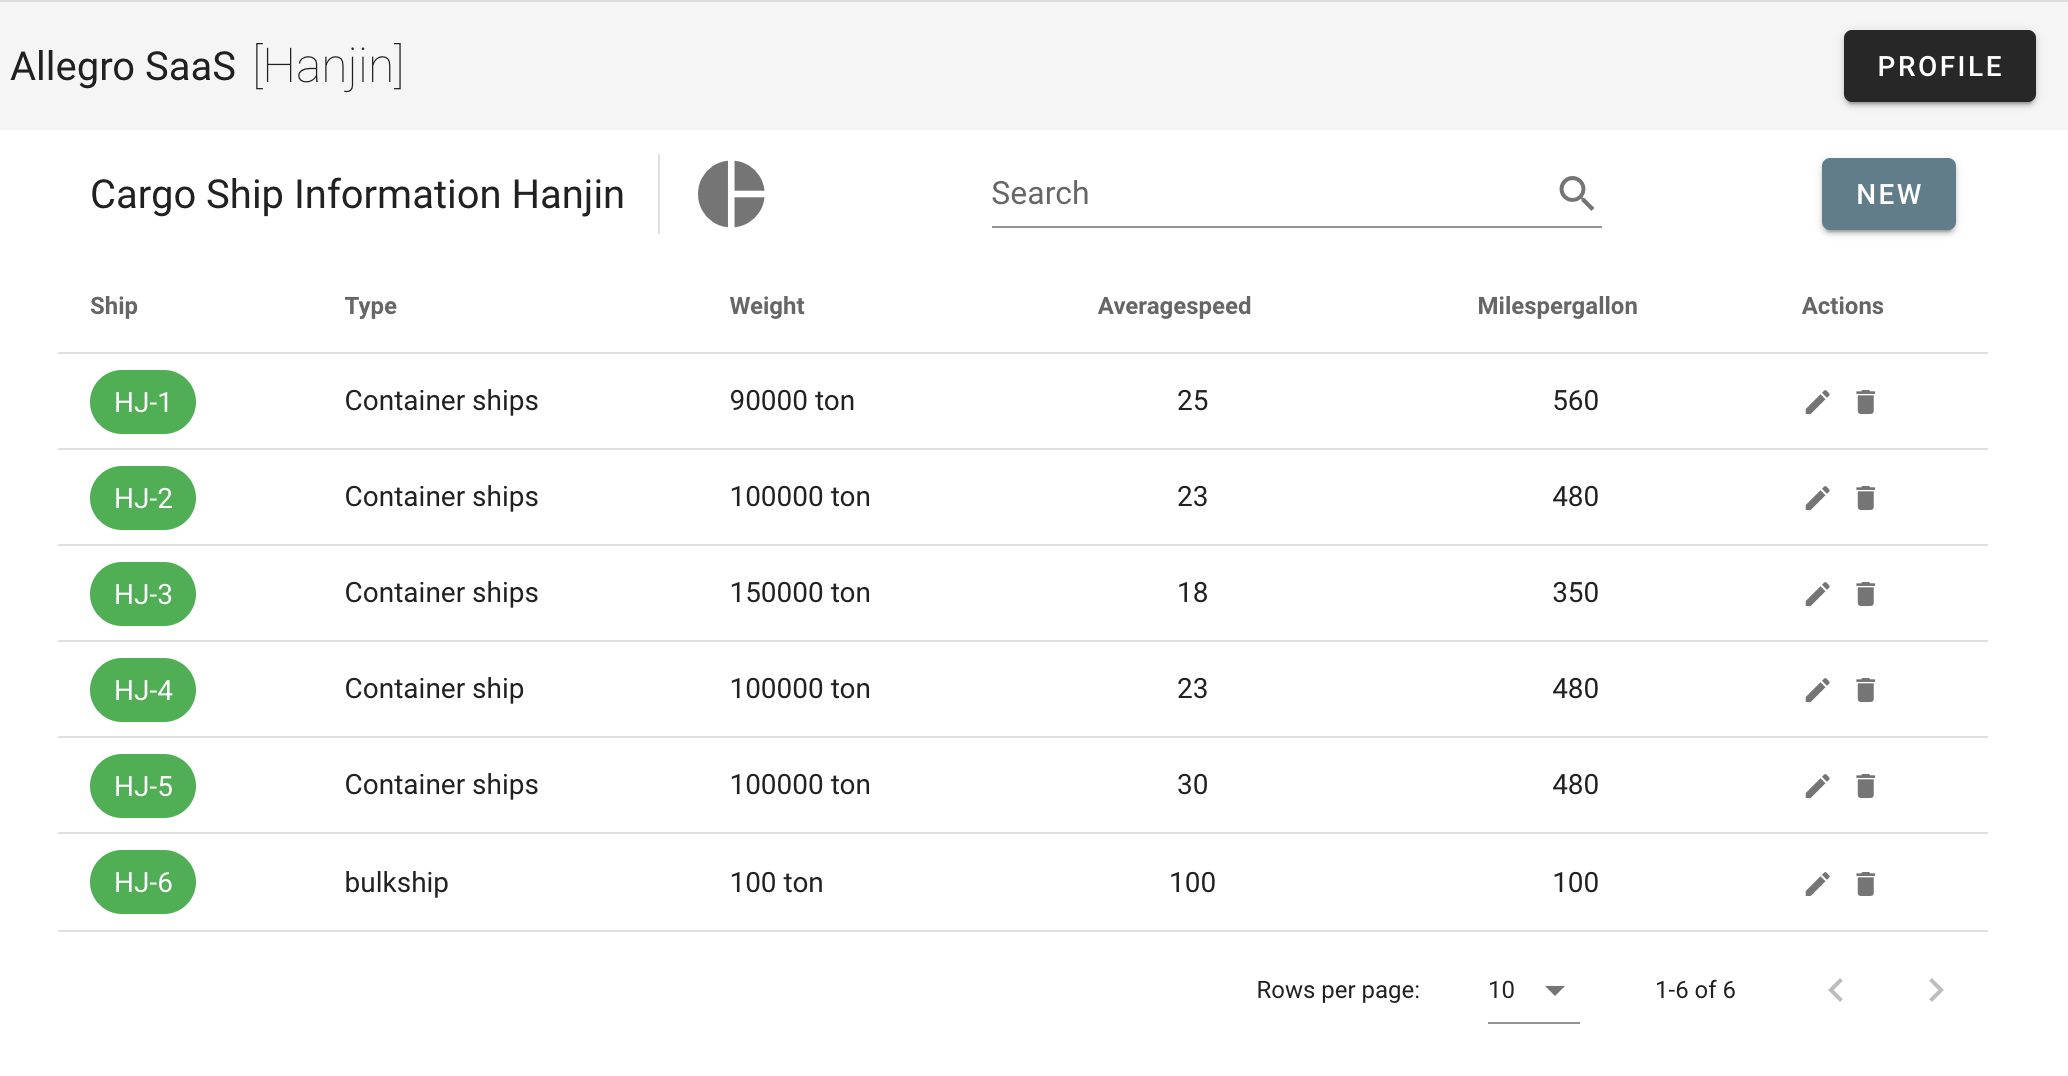 Allegro SaaS [Hanjin]
PROFILE
Cargo Ship Information Hanjin
Search
NEW
Ship Type Weight Averagespeed Milespergallon Actions
HJ-1 Container ships 90000 ton 25 560
HJ-2 Container ships 100000 ton 23 480
HJ-3 Container ships 150000 ton 18 350
HJ-4 Container ship 100000 ton 23 480
HJ-5 Container ships 100000 ton 30 480
HJ-6 bulkship 100 ton 100 100
Rows per page: 10 1-6 of 6